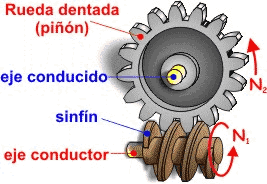 Rueda dentada
(piñón)
eje conducido
N2
sinfín
N1
eje conductor